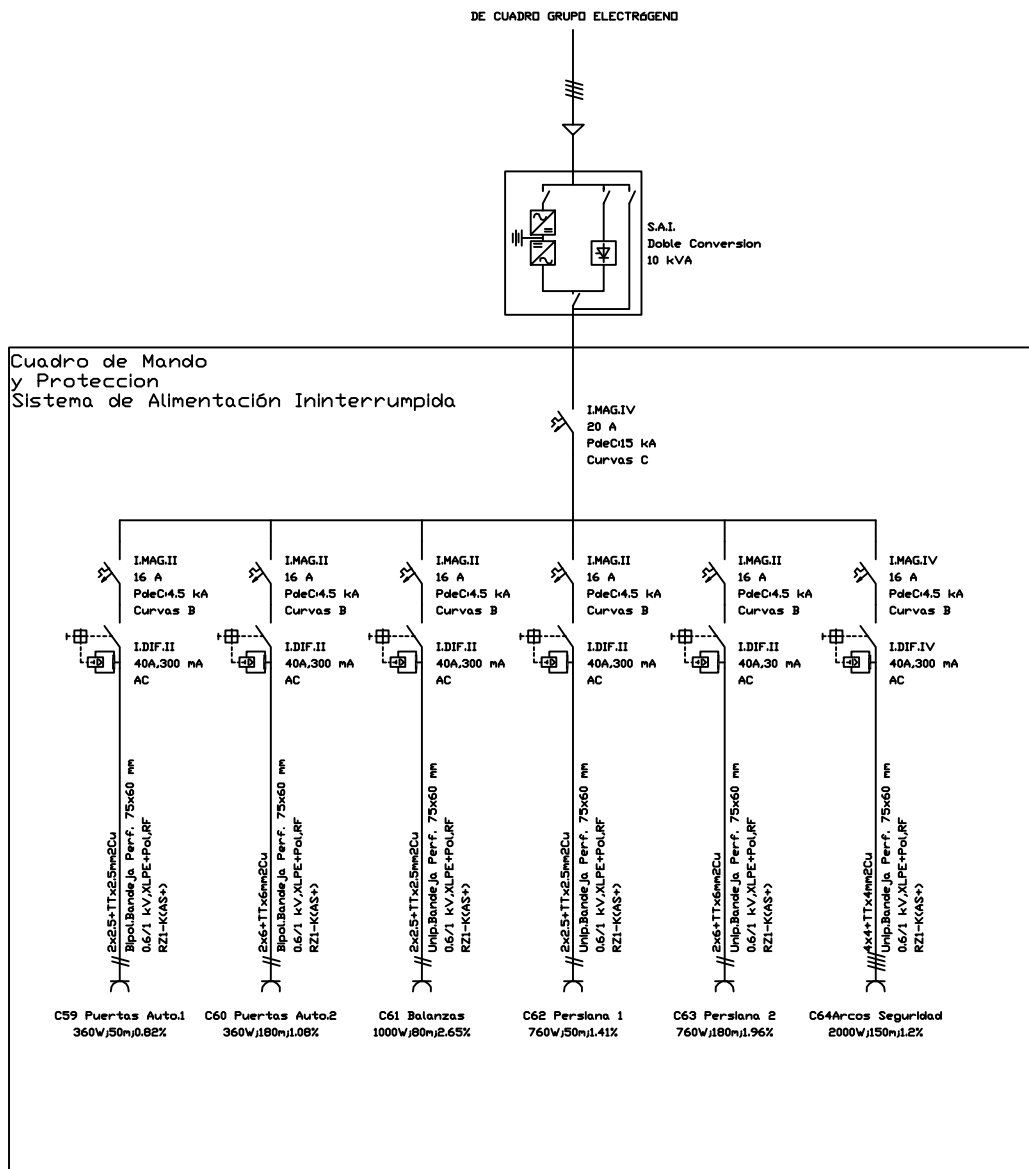 DE CUADRO GRUPO ELECTRóGENO
S.A.I.
Doble Conversion
10 kVA
Cuadro de Mando
y Proteccion
Sistema de Alimentación Ininterrumpida
I.MAG.IV
20 A
PdeC:15 kA
Curvas C
I.MAG.II
16 A
PdeC:4.5 kA
Curvas B
I.DIF.II
40A,300 mA
AC
2x2.5+TTx2.5mm2Cu
Bipol.Bandeja Perf. 75x60 mm
0.6/1 kV,XLPE+Pol,RF
RZ1-K(AS+)
C59 Puertas Auto.1
360W;50m;0.82%
I.MAG.II
16 A
PdeC:4.5 kA
Curvas B
I.DIF.II
40A,300 mA
AC
2x6+TTx6mm2Cu
Bipol.Bandeja Perf. 75x60 mm
0.6/1 kV,XLPE+Pol,RF
RZ1-K(AS+)
C60 Puertas Auto.2
360W;180m;1.08%
I.MAG.II
16 A
PdeC:4.5 kA
Curvas B
I.DIF.II
40A,300 mA
AC
2x2.5+TTx2.5mm2Cu
Unip.Bandeja Perf. 75x60 mm
0.6/1 kV,XLPE+Pol,RF
RZ1-K(AS+)
C61 Balanzas
1000W;80m;2.65%
I.MAG.II
16 A
PdeC:4.5 kA
Curvas B
I.DIF.II
40A,300 mA
AC
2x2.5+TTx2.5mm2Cu
Unip.Bandeja Perf. 75x60 mm
0.6/1 kV,XLPE+Pol,RF
RZ1-K(AS+)
C62 Persiana 1
760W;50m;1.41%
I.MAG.II
16 A
PdeC:4.5 kA
Curvas B
I.DIF.II
40A,30 mA
AC
2x6+TTx6mm2Cu
Unip.Bandeja Perf. 75x60 mm
0.6/1 kV,XLPE+Pol,RF
RZ1-K(AS+)
C63 Persiana 2
760W;180m;1.96%
I.MAG.IV
16 A
PdeC:4.5 kA
Curvas B
I.DIF.IV
40A,300 mA
AC
4x4+TTx4mm2Cu
Unip.Bandeja Perf. 75x60 mm
0.6/1 kV,XLPE+Pol,RF
RZ1-K(AS+)
C64Arcos Seguridad
2000W;150m;1.2%